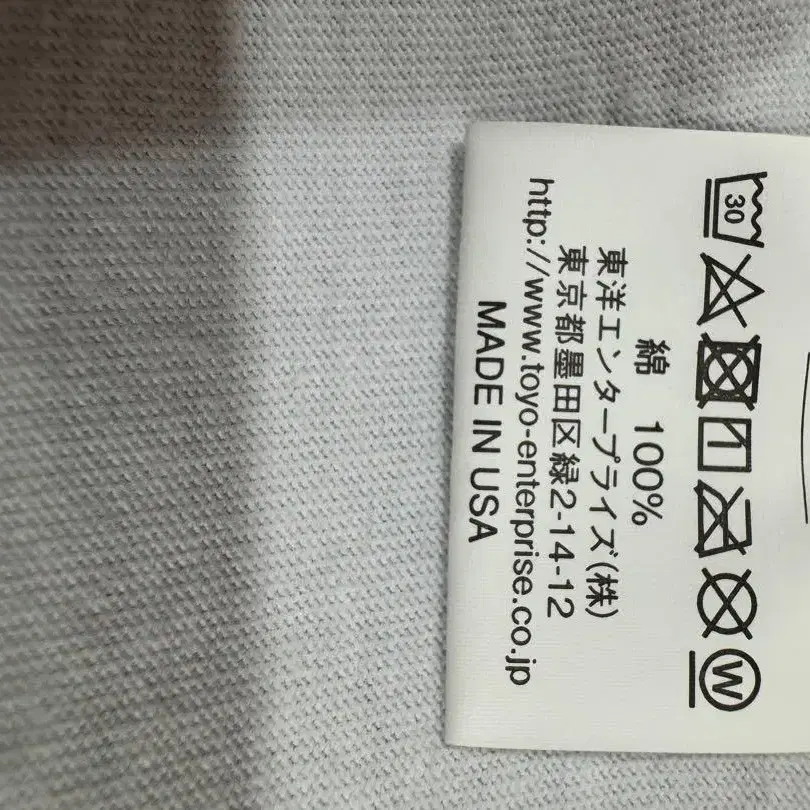 30
W
綿 100%
東洋エンタープライズ(株)
東京都墨田区緑2-14-12
http://www.toyo-enterprise.co.jp
MADE IN USA